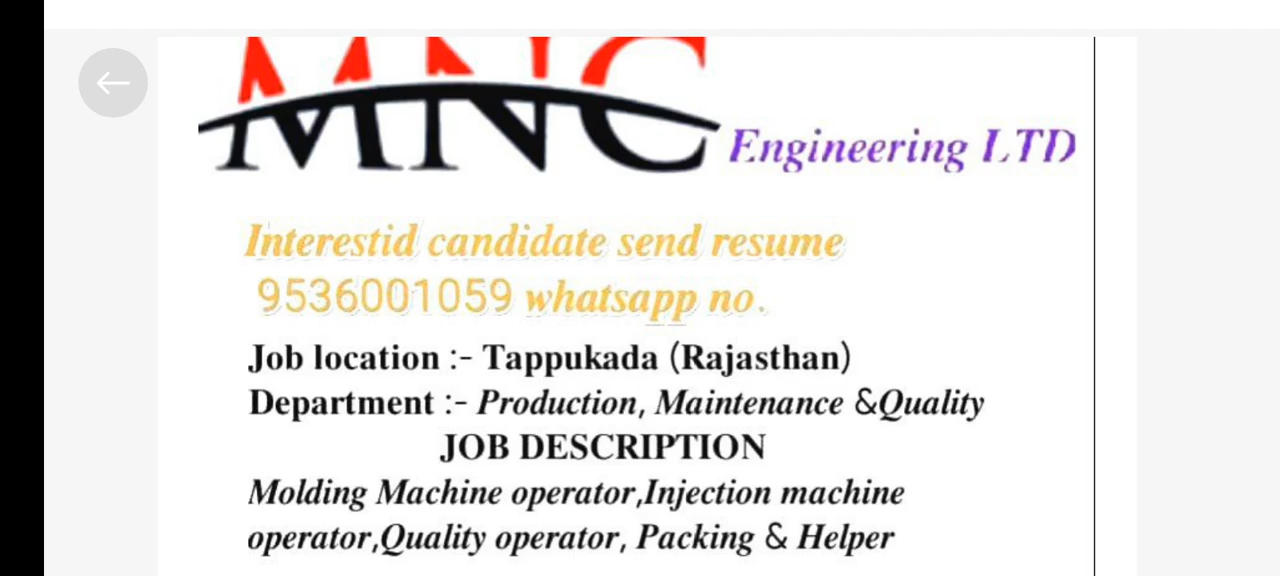 MNC Engineering LTD
Interestid candidate send resume
9536001059 whatsapp no.
Job location :- Tappukada (Rajasthan)
Department :- Production, Maintenance &Quality
JOB DESCRIPTION
Molding Machine operator,Injection machine
operator,Quality operator, Packing & Helper